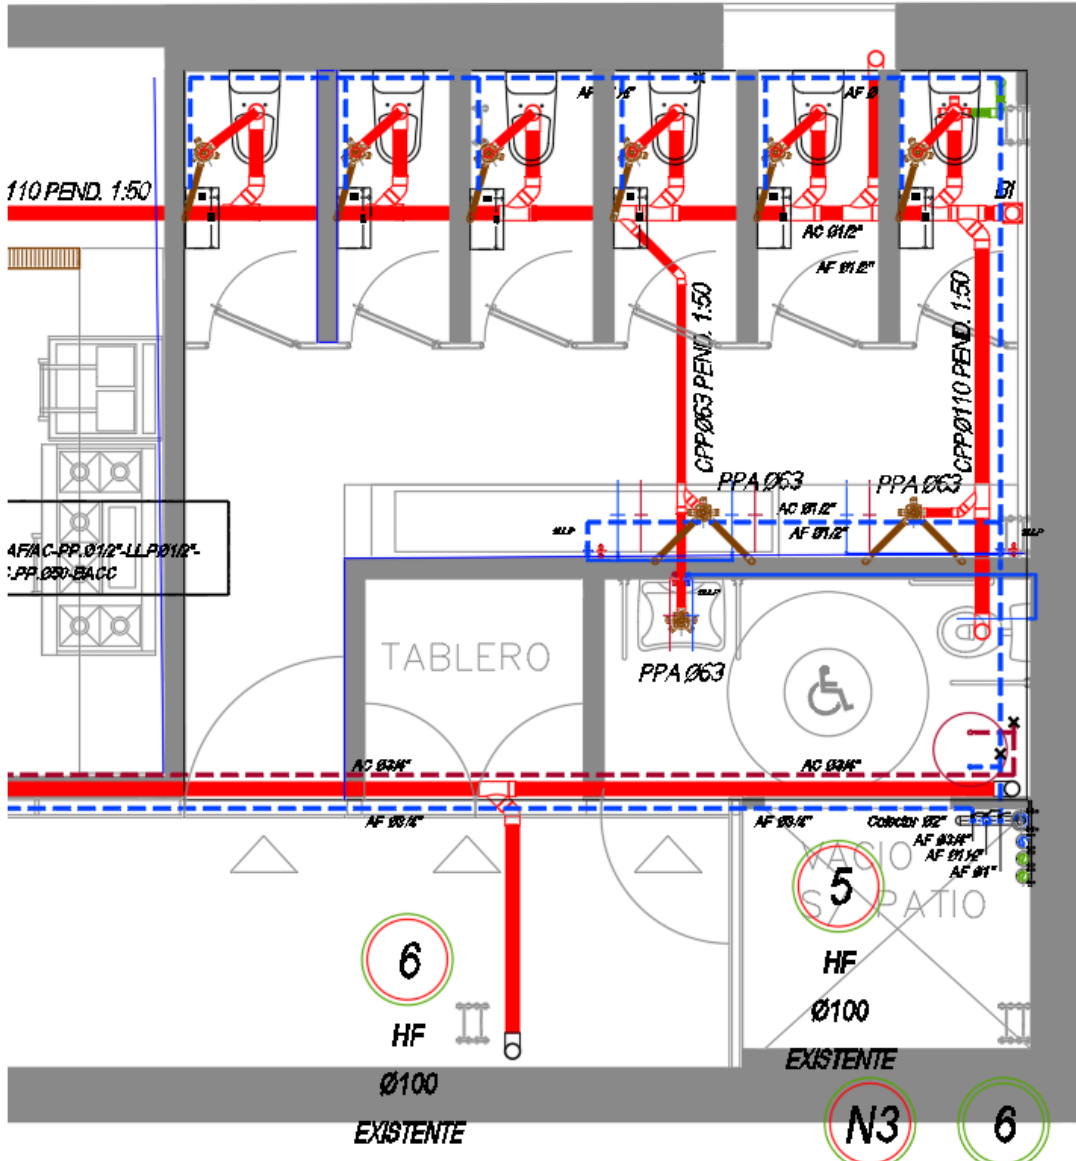 110 PEND. 1:50
AC Ø1/2"
AF Ø1/2"
CPPØ63 PEND. 1:50
CPPØ110 PEND. 1:50
PPA Ø63
PPA Ø63
AC Ø1/2"
AF Ø1/2"
AF/AC-PP.Ø1/2"-LLPØ1/2"-
.PP.Ø50-BACC
TABLERO
PPA Ø63
AC Ø3/4"
AC Ø3/4"
AF Ø3/4"
AF Ø3/4"
Colector Ø2"
AF Ø3/4"
AF Ø1 1/2"
AF Ø1"
VACIO
S/ PATIO
5
HF
Ø100
EXISTENTE
6
HF
Ø100
EXISTENTE
N3
6